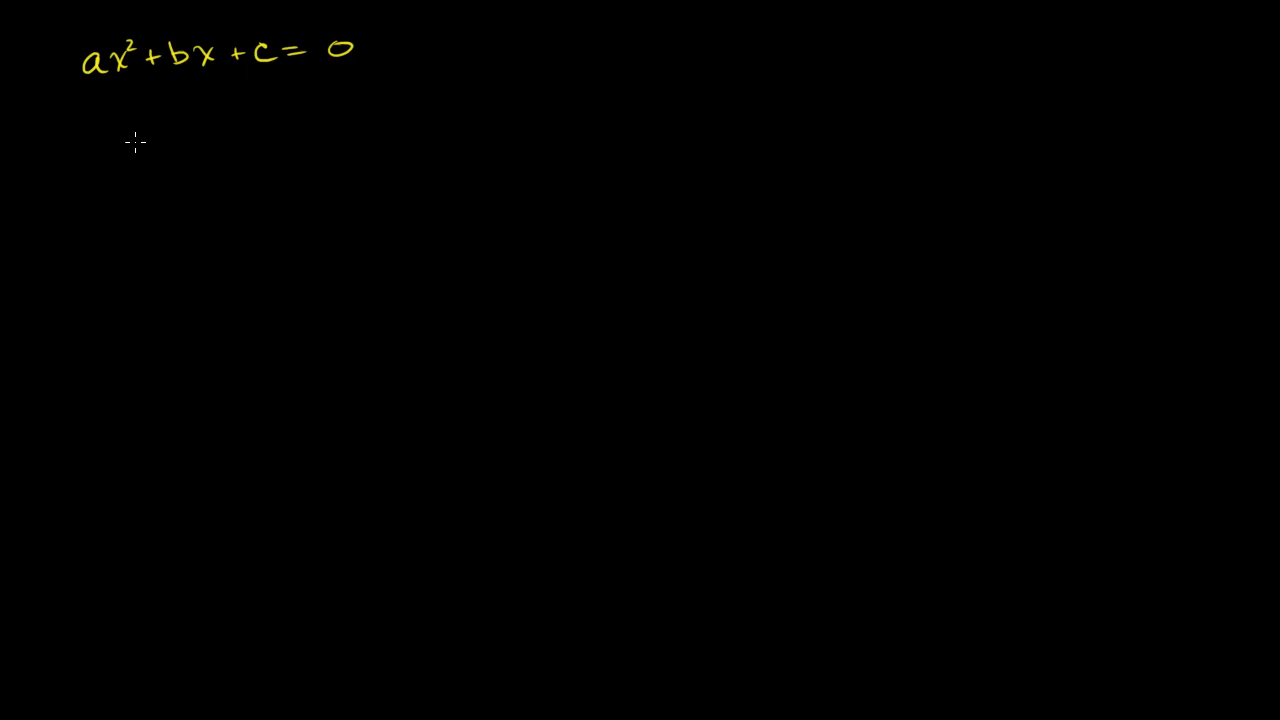 ax² + bx + c = 0